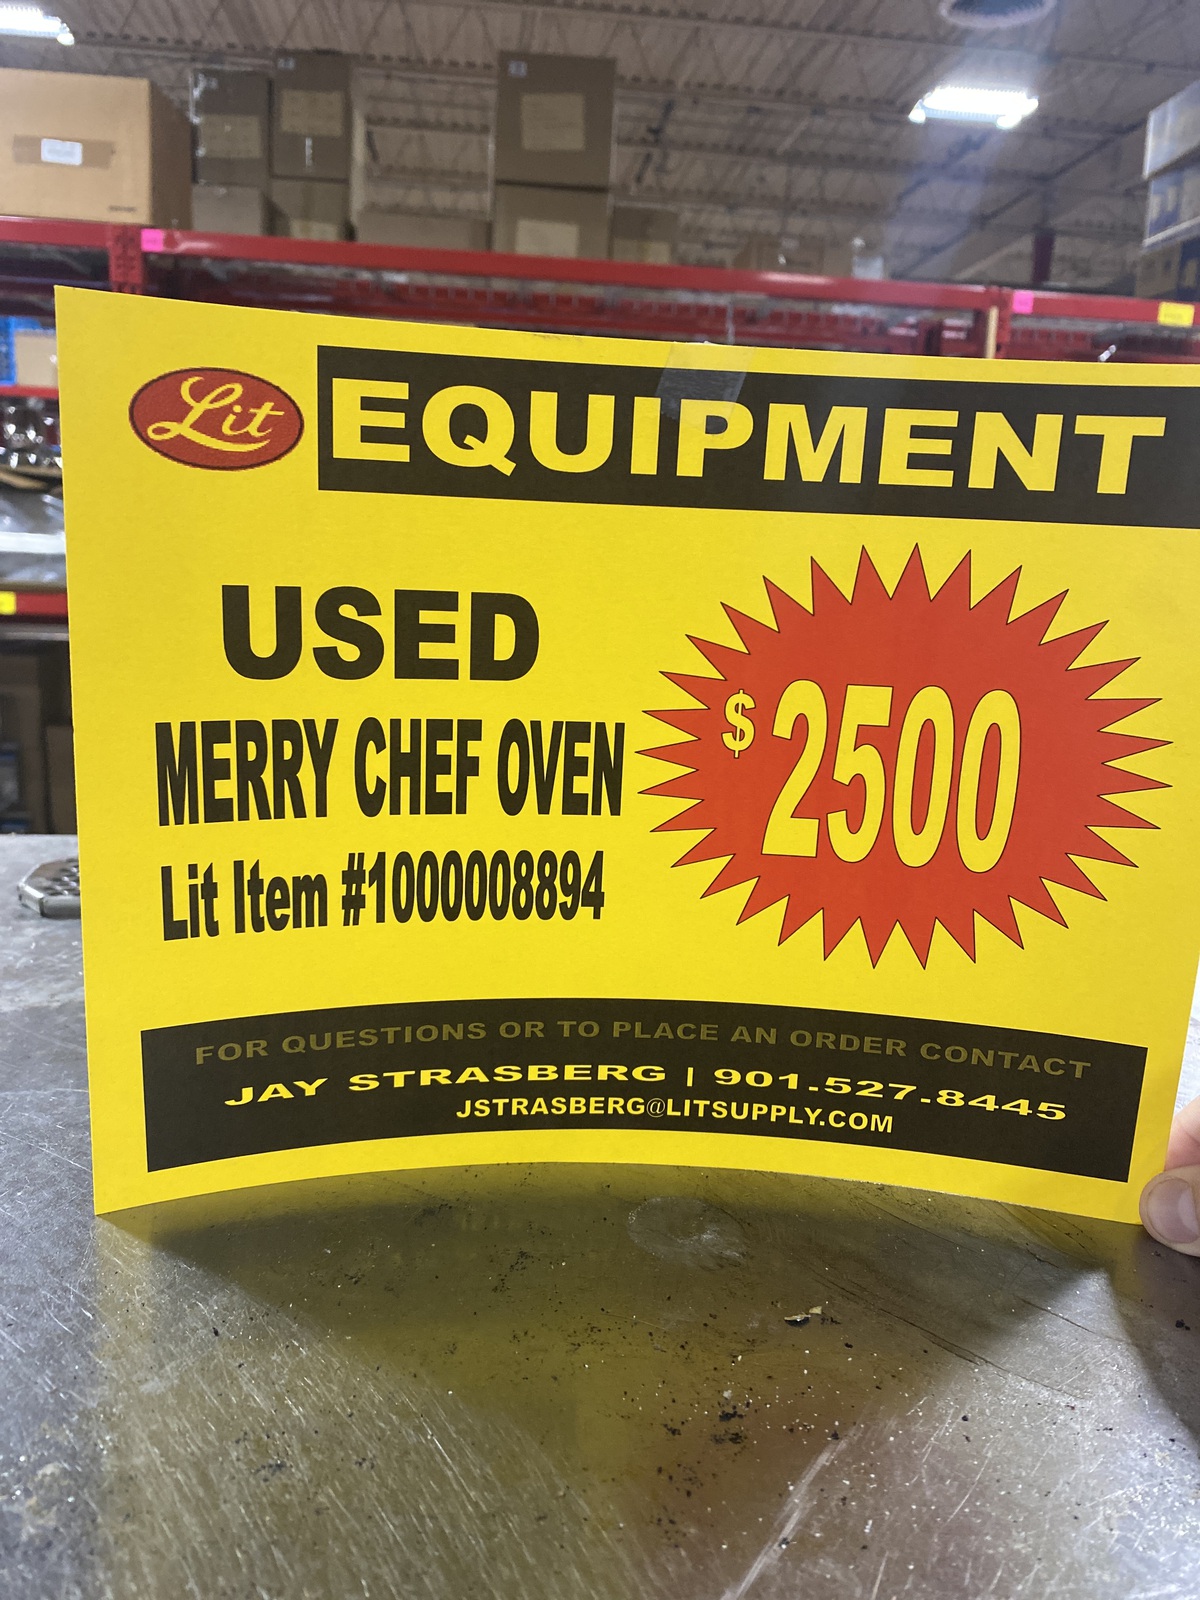 Lit EQUIPMENT
USED
MERRY CHEF OVEN
Lit Item #1000008894
$2500
FOR QUESTIONS OR TO PLACE AN ORDER CONTACT
JAY STRASBERG | 901.527.8445
JSTRASBERG@LITSUPPLY.COM